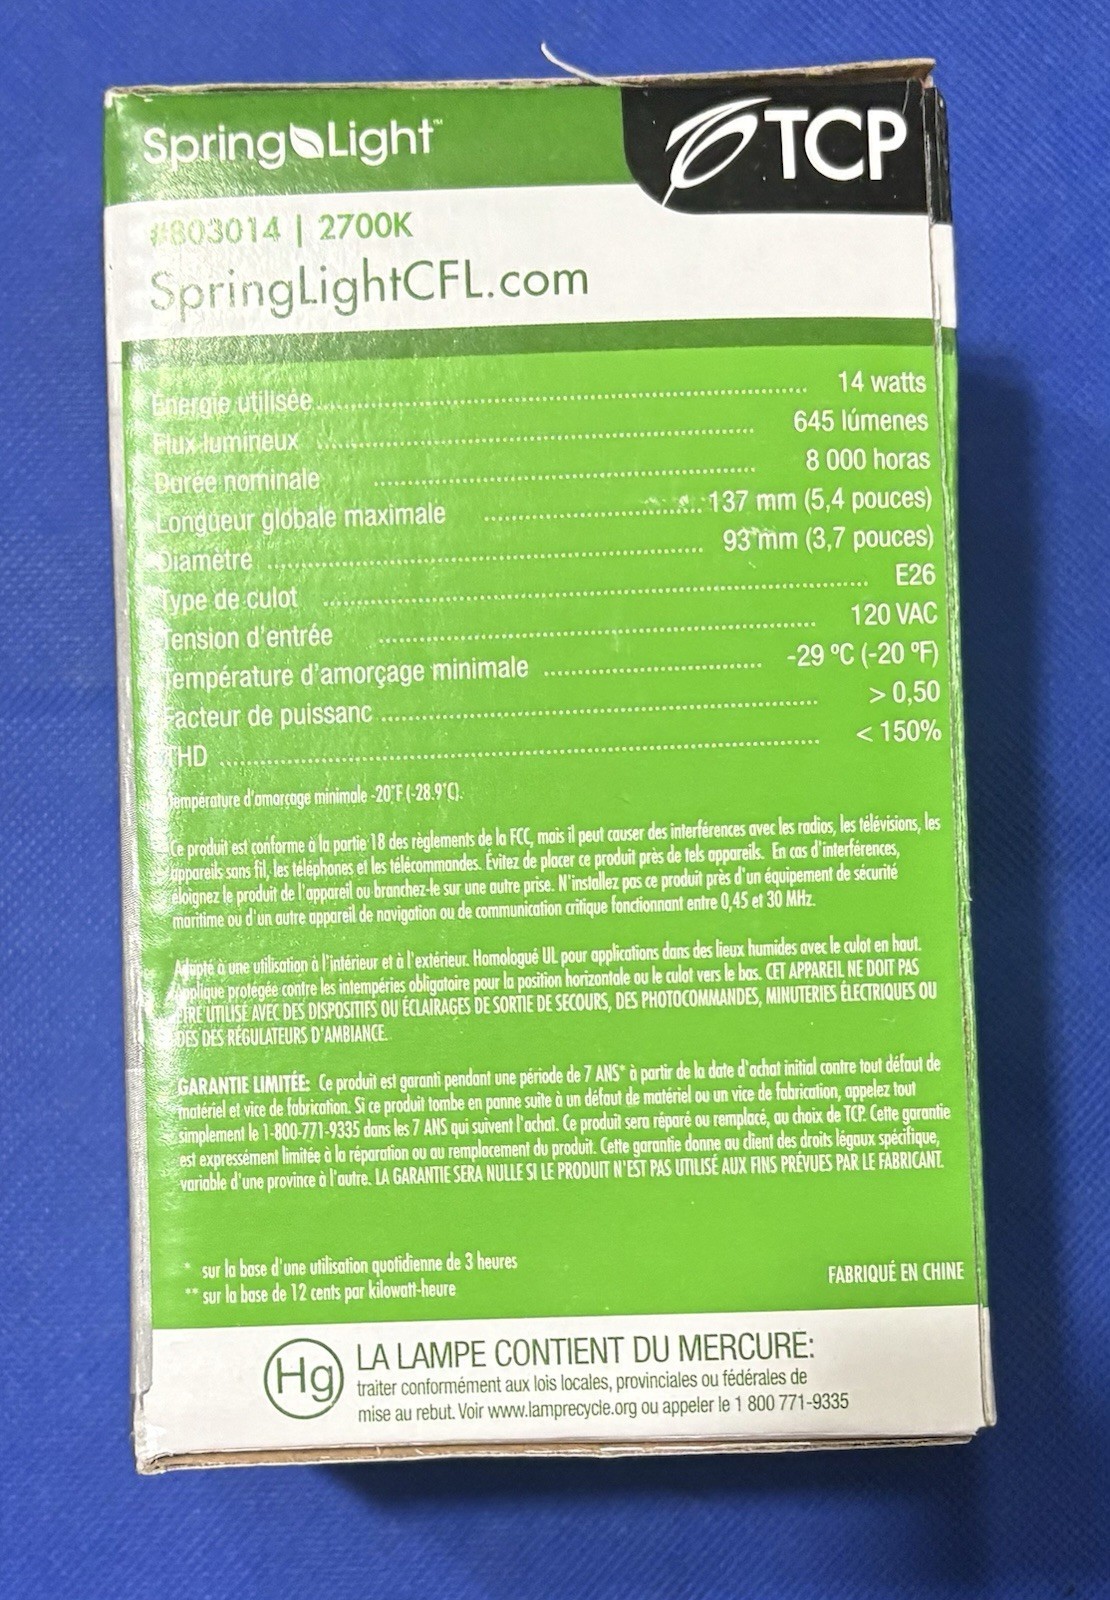 Spring Light™
TCP
#803014 | 2700K
SpringLightCFL.com
Énergie utilisée 14 watts
Flux lumineux 645 lúmenes
Durée nominale 8 000 horas
Longueur globale maximale 137 mm (5,4 pouces)
Diamètre 93 mm (3,7 pouces)
Type de culot E26
Tension d'entrée 120 VAC
Température d'amorçage minimale -29 ºC (-20 ºF)
Facteur de puissanc > 0,50
THD < 150%
Température d'amorçage minimale -20˚F (-28.9˚C).
Ce produit est conforme à la partie 18 des règlements de la FCC, mais il peut causer des interférences avec les radios, les télévisions, les
appareils sans fil, les téléphones et les télécommandes. Évitez de placer ce produit près de tels appareils. En cas d'interférences,
éloignez le produit de l'appareil ou branchez-le sur une autre prise. N'installez pas ce produit près d'un équipement de sécurité
maritime ou d'un autre appareil de navigation ou de communication critique fonctionnant entre 0,45 et 30 MHz.
Adapté à une utilisation à l'intérieur et à l'extérieur. Homologué UL pour applications dans des lieux humides avec le culot en haut.
Applique protégée contre les intempéries obligatoire pour la position horizontale ou le culot vers le bas. CET APPAREIL NE DOIT PAS
ÊTRE UTILISÉ AVEC DES DISPOSITIFS OU ÉCLAIRAGES DE SORTIE DE SECOURS, DES PHOTOCOMMANDES, MINUTERIES ÉLECTRIQUES OU
DES DES RÉGULATEURS D'AMBIANCE.
GARANTIE LIMITÉE: Ce produit est garanti pendant une période de 7 ANS* à partir de la date d'achat initial contre tout défaut de
matériel et vice de fabrication. Si ce produit tombe en panne suite à un défaut de matériel ou un vice de fabrication, appelez tout
simplement le 1-800-771-9335 dans les 7 ANS qui suivent l'achat. Ce produit sera réparé ou remplacé, au choix de TCP. Cette garantie
est expressément limitée à la réparation ou au remplacement du produit. Cette garantie donne au client des droits légaux spécifique,
variable d'une province à l'autre. LA GARANTIE SERA NULLE SI LE PRODUIT N'EST PAS UTILISÉ AUX FINS PRÉVUES PAR LE FABRICANT.
* sur la base d'une utilisation quotidienne de 3 heures
** sur la base de 12 cents par kilowatt-heure
FABRIQUÉ EN CHINE
Hg
LA LAMPE CONTIENT DU MERCURE:
traiter conformément aux lois locales, provinciales ou fédérales de
mise au rebut. Voir www.lamprecycle.org ou appeler le 1 800 771-9335